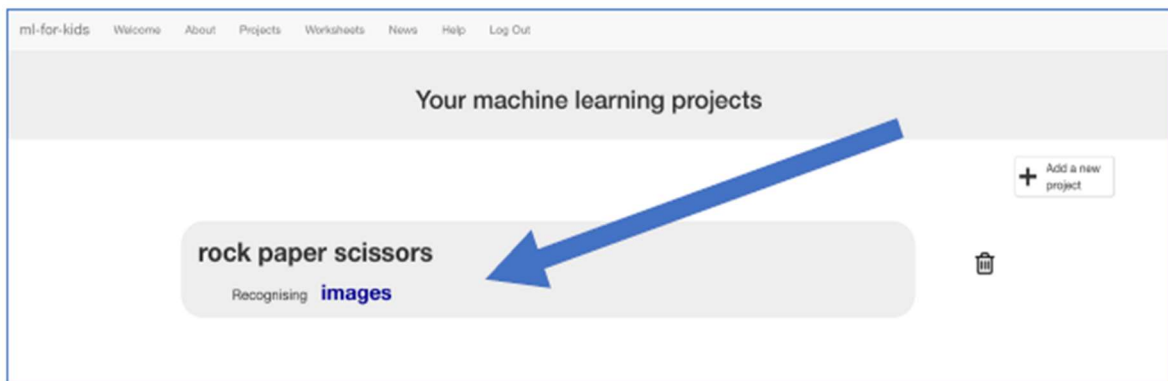 ml-for-kids Welcome About Projects Worksheets News Help Log Out
Your machine learning projects
Add a new
project
rock paper scissors
Recognising images